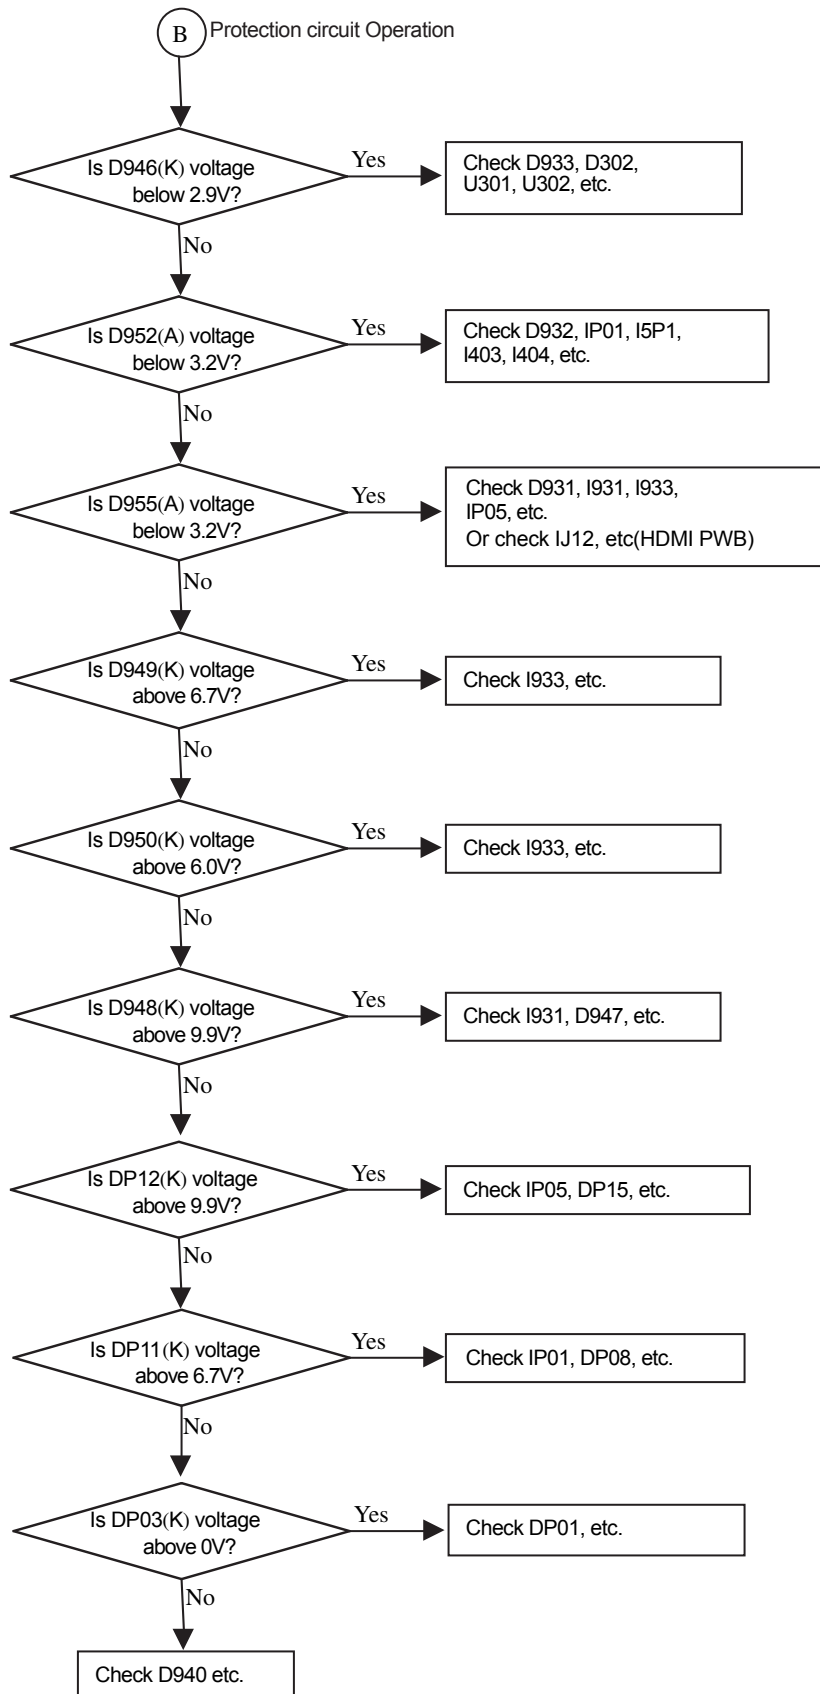 B Protection circuit Operation
Is D946(K) voltage
below 2.9V?
Yes
Check D933, D302,
U301, U302, etc.
No
Is D952(A) voltage
below 3.2V?
Yes
Check D932, IP01, I5P1,
I403, I404, etc.
No
Is D955(A) voltage
below 3.2V?
Yes
Check D931, I931, I933,
IP05, etc.
Or check IJ12, etc(HDMI PWB)
No
Is D949(K) voltage
above 6.7V?
Yes
Check I933, etc.
No
Is D950(K) voltage
above 6.0V?
Yes
Check I933, etc.
No
Is D948(K) voltage
above 9.9V?
Yes
Check I931, D947, etc.
No
Is DP12(K) voltage
above 9.9V?
Yes
Check IP05, DP15, etc.
No
Is DP11(K) voltage
above 6.7V?
Yes
Check IP01, DP08, etc.
No
Is DP03(K) voltage
above 0V?
Yes
Check DP01, etc.
No
Check D940 etc.